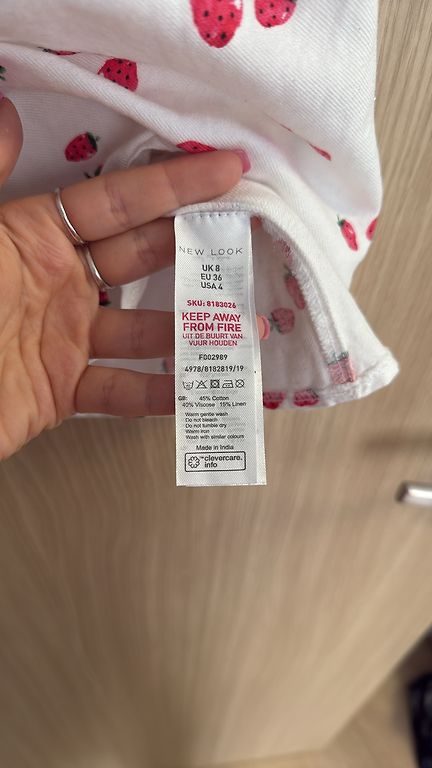 NEW LOOK
UK 8
EU 36
USA 4
SKU: 8183026
KEEP AWAY
FROM FIRE
UIT DE BUURT VAN
VUUR HOUDEN
F002989
4978/8182819/19
GB: 45% Cotton
40% Viscose 15% Linen
Warm gentle wash
Do not bleach
Do not tumble dry
Warm iron
Wash with similar colours
Made in India
clevercare.
info